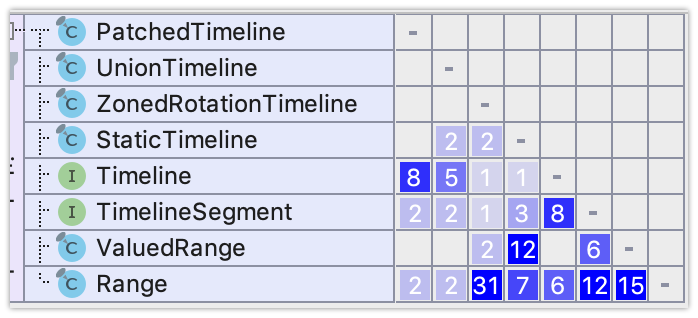 C PatchedTimeline -
C UnionTimeline -
C ZonedRotationTimeline -
C StaticTimeline 2 2 -
I Timeline 8 5 1 1 -
I TimelineSegment 2 2 1 3 8 -
C ValuedRange 2 12 6 -
C Range 2 2 31 7 6 12 15 -